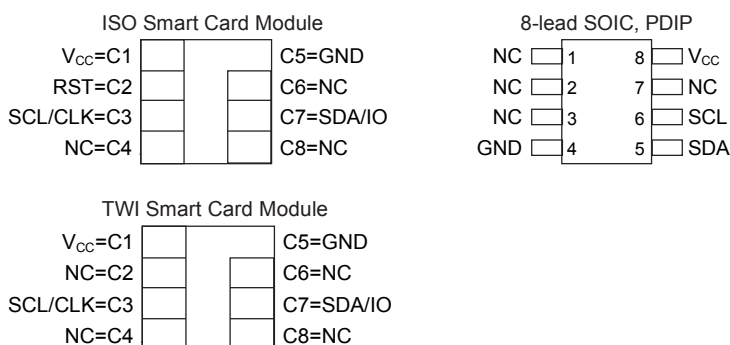 ISO Smart Card Module
VCC=C1
C5=GND
RST=C2
C6=NC
SCL/CLK=C3
C7=SDA/IO
NC=C4
C8=NC
8-lead SOIC, PDIP
NC 1 8 VCC
NC 2 7 NC
NC 3 6 SCL
GND 4 5 SDA
TWI Smart Card Module
VCC=C1
C5=GND
NC=C2
C6=NC
SCL/CLK=C3
C7=SDA/IO
NC=C4
C8=NC